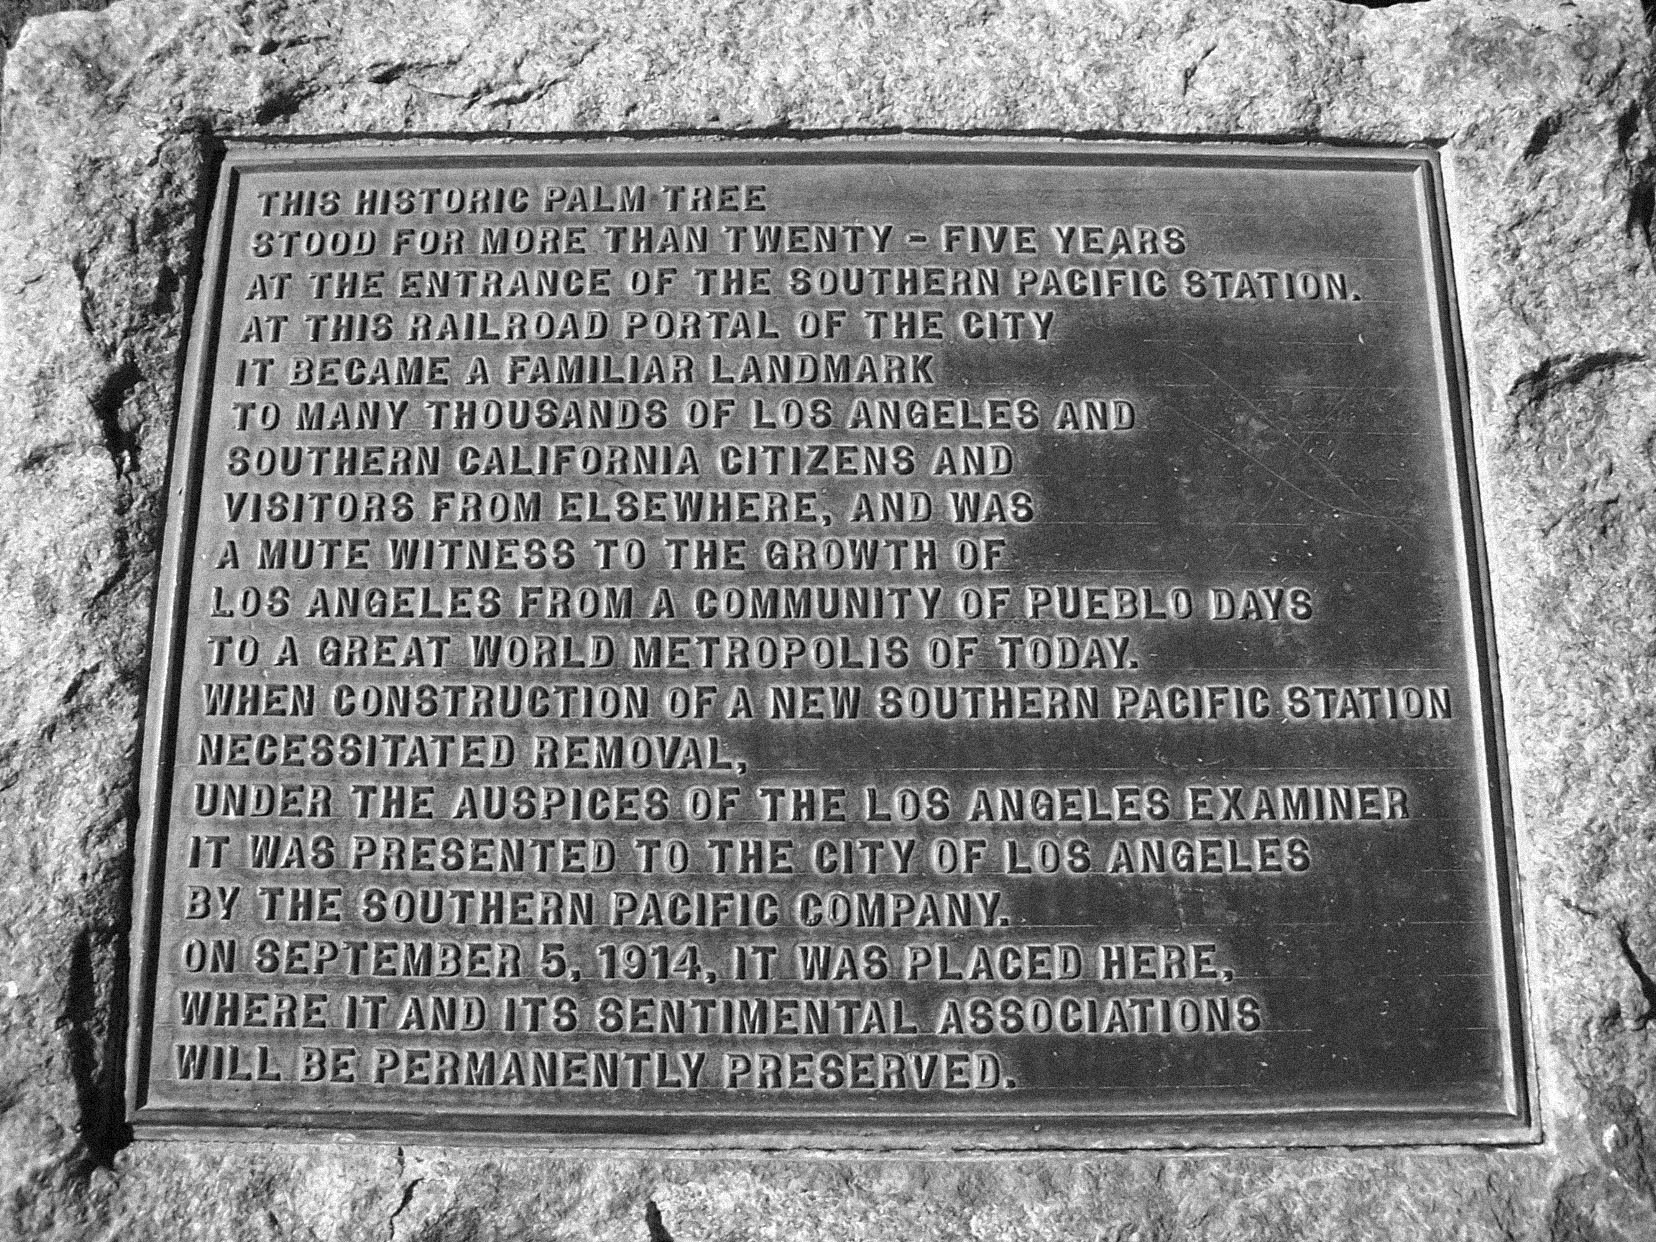 THIS HISTORIC PALM TREE
STOOD FOR MORE THAN TWENTY - FIVE YEARS
AT THE ENTRANCE OF THE SOUTHERN PACIFIC STATION.
AT THIS RAILROAD PORTAL OF THE CITY
IT BECAME A FAMILIAR LANDMARK
TO MANY THOUSANDS OF LOS ANGELES AND
SOUTHERN CALIFORNIA CITIZENS AND
VISITORS FROM ELSEWHERE, AND WAS
A MUTE WITNESS TO THE GROWTH OF
LOS ANGELES FROM A COMMUNITY OF PUEBLO DAYS
TO A GREAT WORLD METROPOLIS OF TODAY.
WHEN CONSTRUCTION OF A NEW SOUTHERN PACIFIC STATION
NECESSITATED REMOVAL,
UNDER THE AUSPICES OF THE LOS ANGELES EXAMINER
IT WAS PRESENTED TO THE CITY OF LOS ANGELES
BY THE SOUTHERN PACIFIC COMPANY.
ON SEPTEMBER 5, 1914, IT WAS PLACED HERE,
WHERE IT AND ITS SENTIMENTAL ASSOCIATIONS
WILL BE PERMANENTLY PRESERVED.